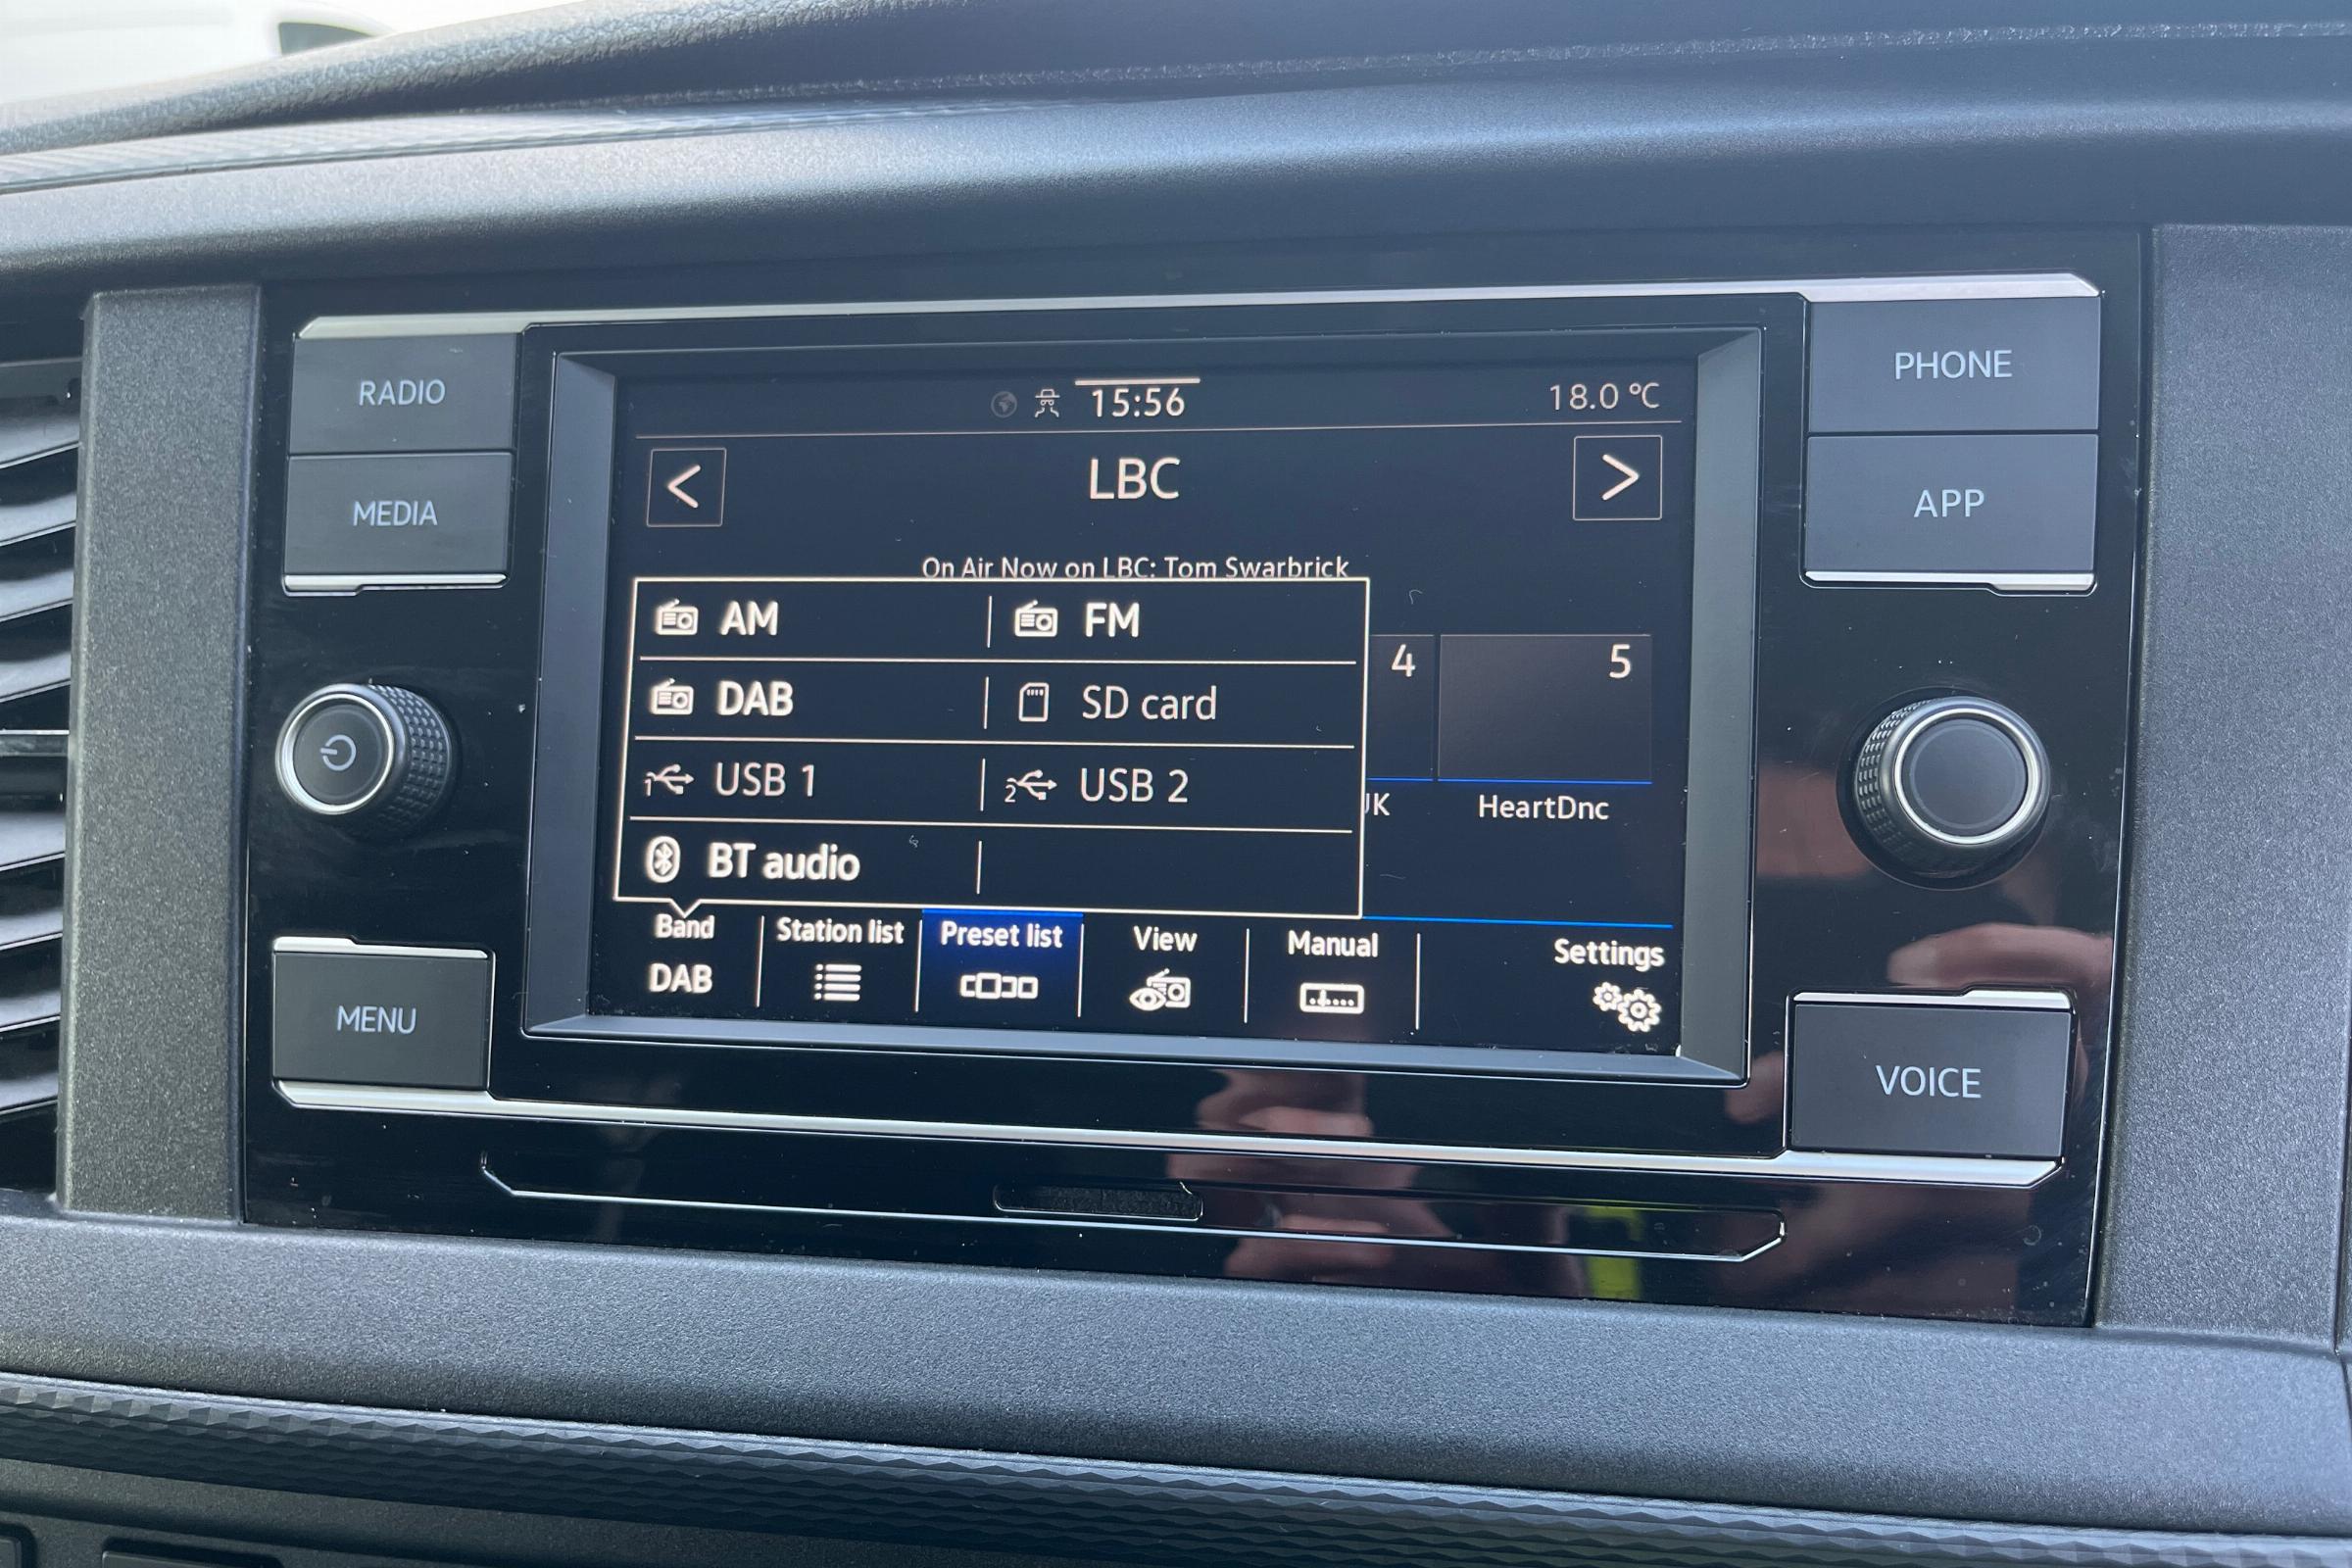 RADIO
MEDIA
MENU
15:56
18.0 °C
<
LBC
>
On Air Now on LBC: Tom Swarbrick
AM
FM
DAB
SD card
1 USB 1
2 USB 2
BT audio
4
5
HeartDnc
Band
DAB
Station list
Preset list
View
Manual
Settings
PHONE
APP
VOICE